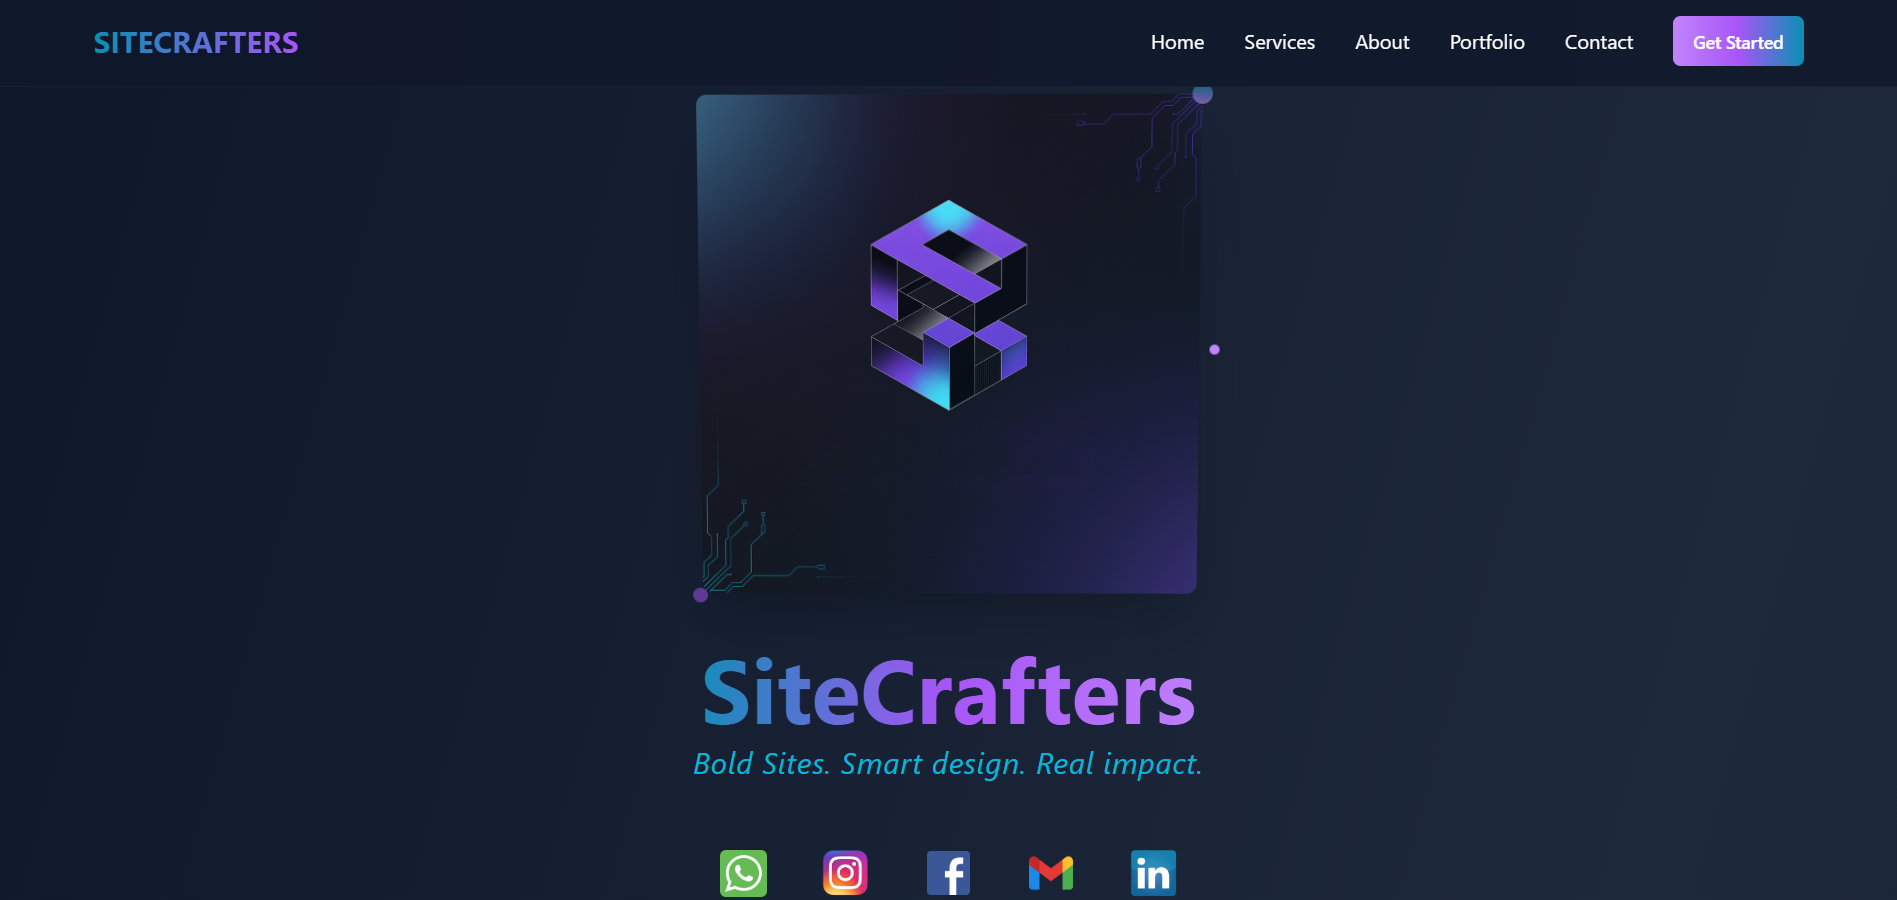 SITECRAFTERS
Home Services About Portfolio Contact Get Started
SiteCrafters
Bold Sites. Smart design. Real impact.